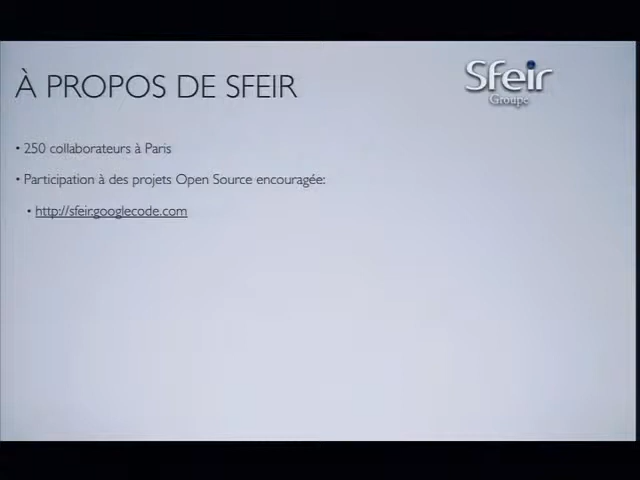 À PROPOS DE SFEIR
Sfeir
Groupe
• 250 collaborateurs à Paris
• Participation à des projets Open Source encouragée:
• http://sfeir.googlecode.com